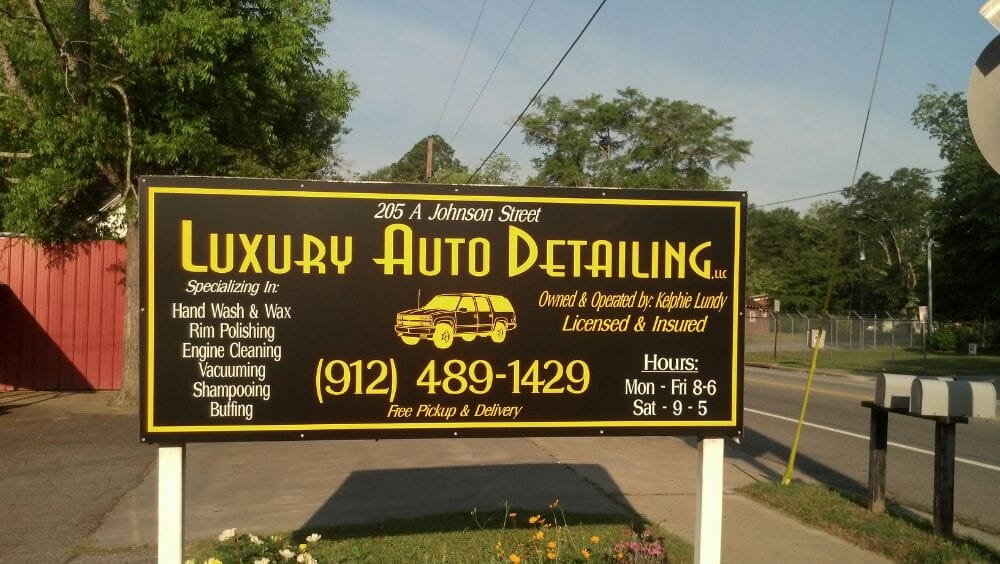 205 A Johnson Street
Luxury Auto Detailing, LLC
Specializing In:
Hand Wash & Wax
Rim Polishing
Engine Cleaning
Vacuuming
Shampooing
Buffing
Owned & Operated by: Kelphie Lundy
Licensed & Insured
(912) 489-1429
Free Pickup & Delivery
Hours:
Mon - Fri 8-6
Sat - 9 - 5